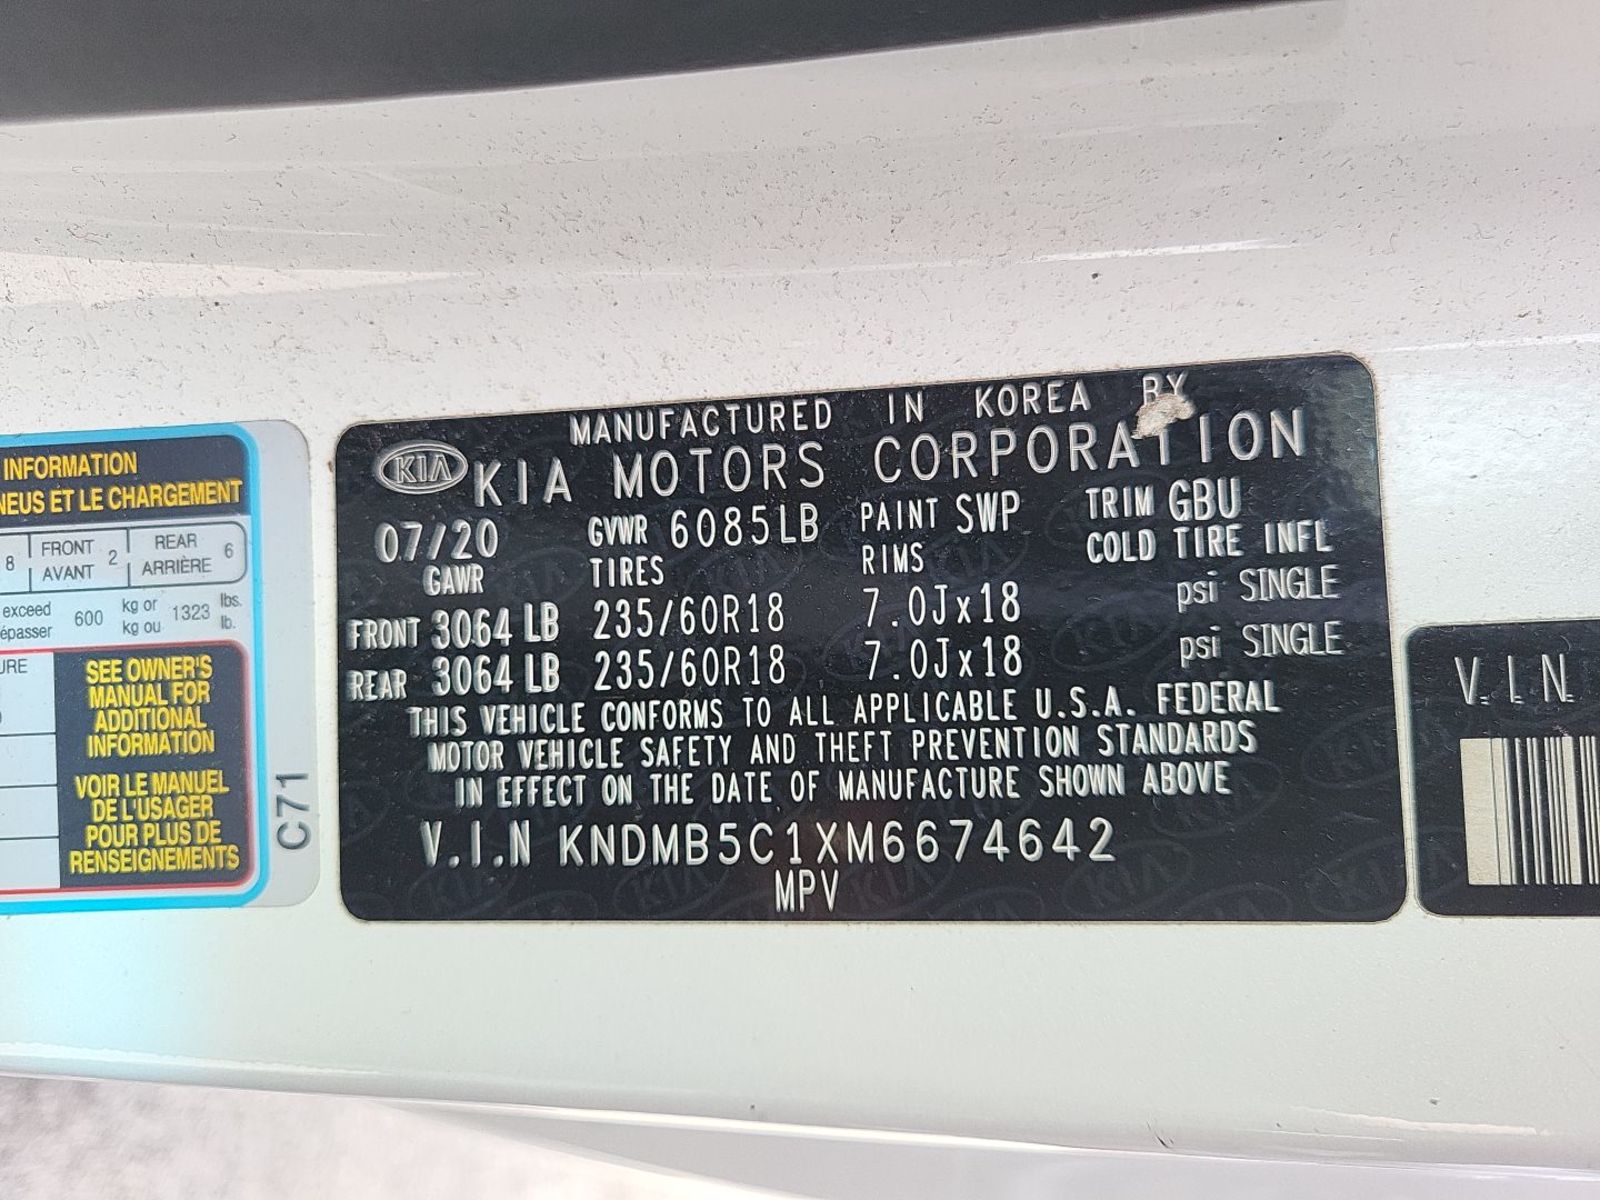 INFORMATION
NEUS ET LE CHARGEMENT
8 FRONT AVANT 2 REAR ARRIÈRE 6
exceed épasser 600 kg or kg ou 1323 lbs. lb.
URE
SEE OWNER'S
MANUAL FOR
ADDITIONAL
INFORMATION
VOIR LE MANUEL
DE L'USAGER
POUR PLUS DE
RENSEIGNEMENTS
C71
MANUFACTURED IN KOREA BY
KIA KIA MOTORS CORPORATION
07/20 GVWR 6085LB PAINT SWP TRIM GBU
GAWR TIRES RIMS COLD TIRE INFL
FRONT 3064 LB 235/60R18 7.0Jx18 psi SINGLE
REAR 3064 LB 235/60R18 7.0Jx18 psi SINGLE
THIS VEHICLE CONFORMS TO ALL APPLICABLE U.S.A. FEDERAL
MOTOR VEHICLE SAFETY AND THEFT PREVENTION STANDARDS
IN EFFECT ON THE DATE OF MANUFACTURE SHOWN ABOVE
V.I.N KNDMB5C1XM6674642
MPV
V.I.N